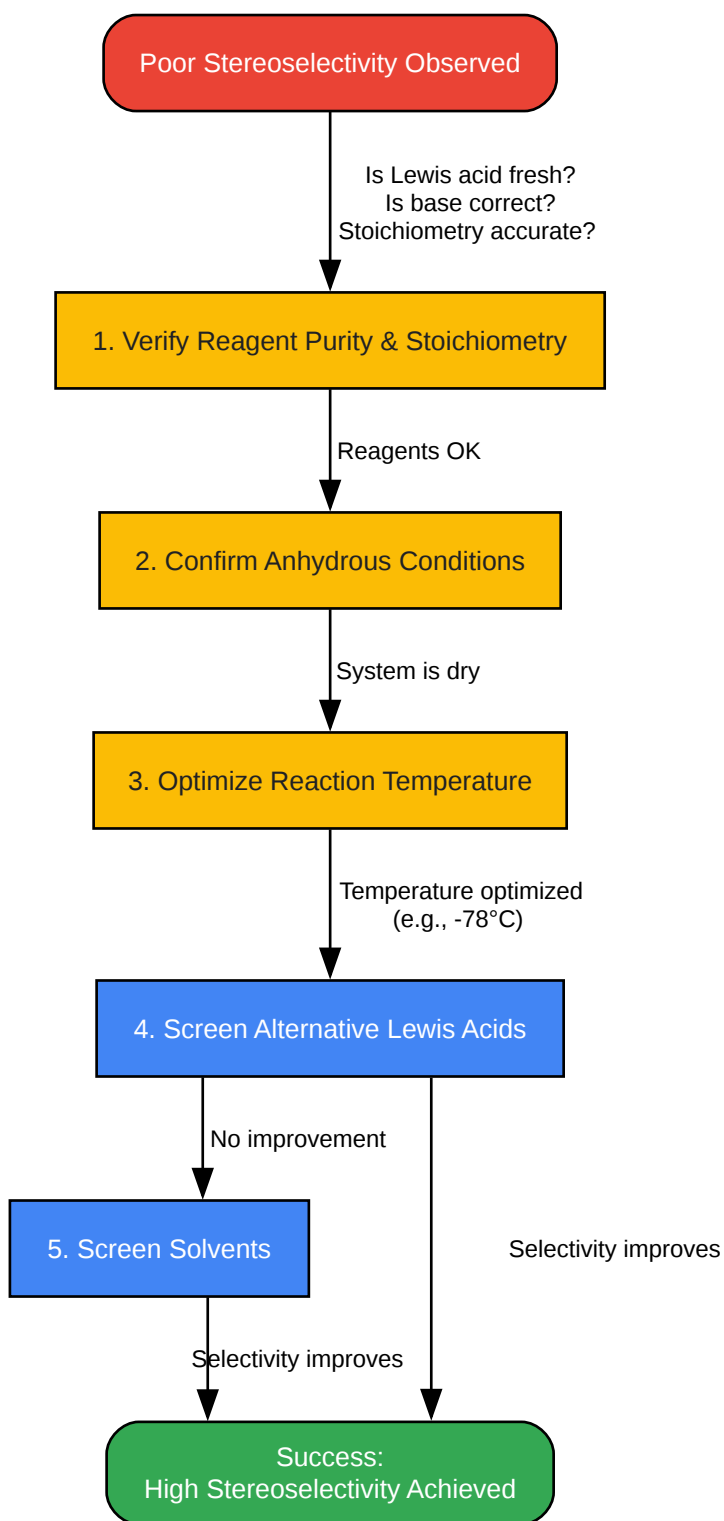 Poor Stereoselectivity Observed
Is Lewis acid fresh?
Is base correct?
Stoichiometry accurate?
1. Verify Reagent Purity & Stoichiometry
Reagents OK
2. Confirm Anhydrous Conditions
System is dry
3. Optimize Reaction Temperature
Temperature optimized
(e.g., -78°C)
4. Screen Alternative Lewis Acids
No improvement
5. Screen Solvents
Selectivity improves
Selectivity improves
Success:
High Stereoselectivity Achieved